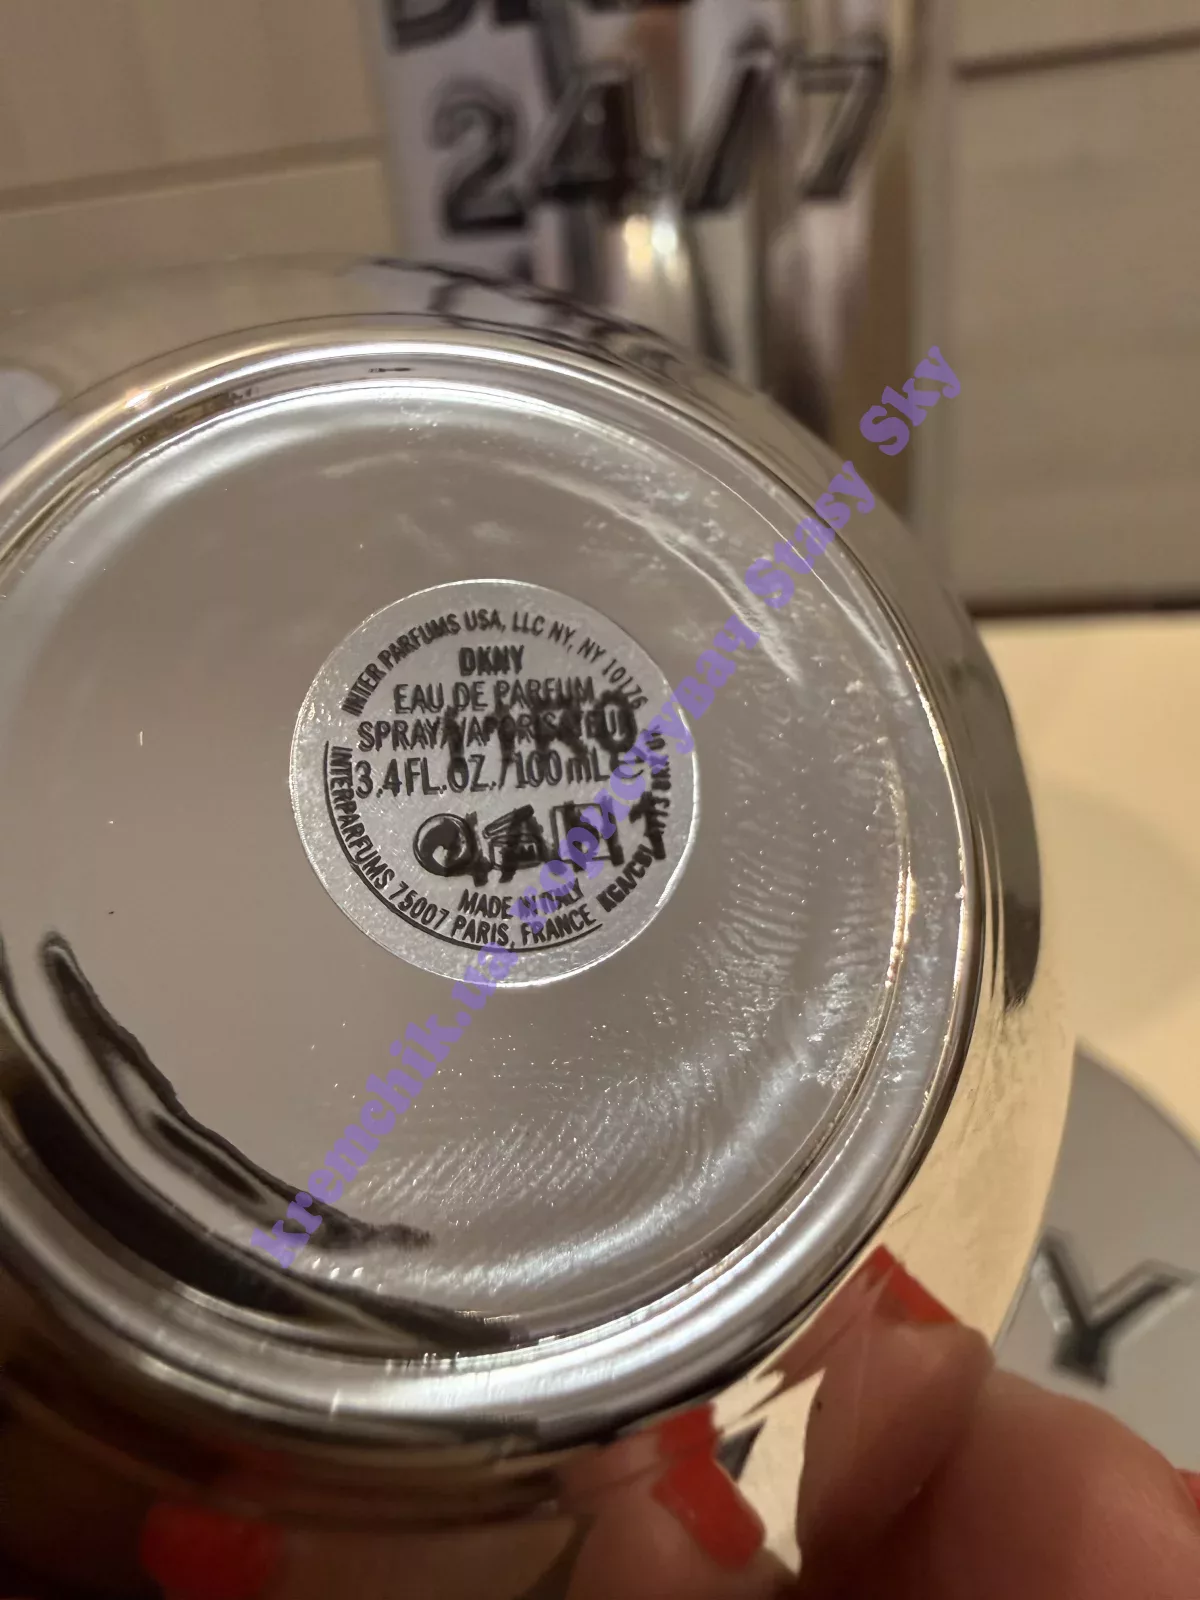 24/7
INTER PARFUMS USA, LLC NY, NY 10176
DKNY
EAU DE PARFUM
SPRAY/VAPORISATEUR
3.4FL.OZ./100mL
MADE IN ITALY
INTERPARFUMS 75007 PARIS, FRANCE
kremchik.ua Stasy Sky
Y